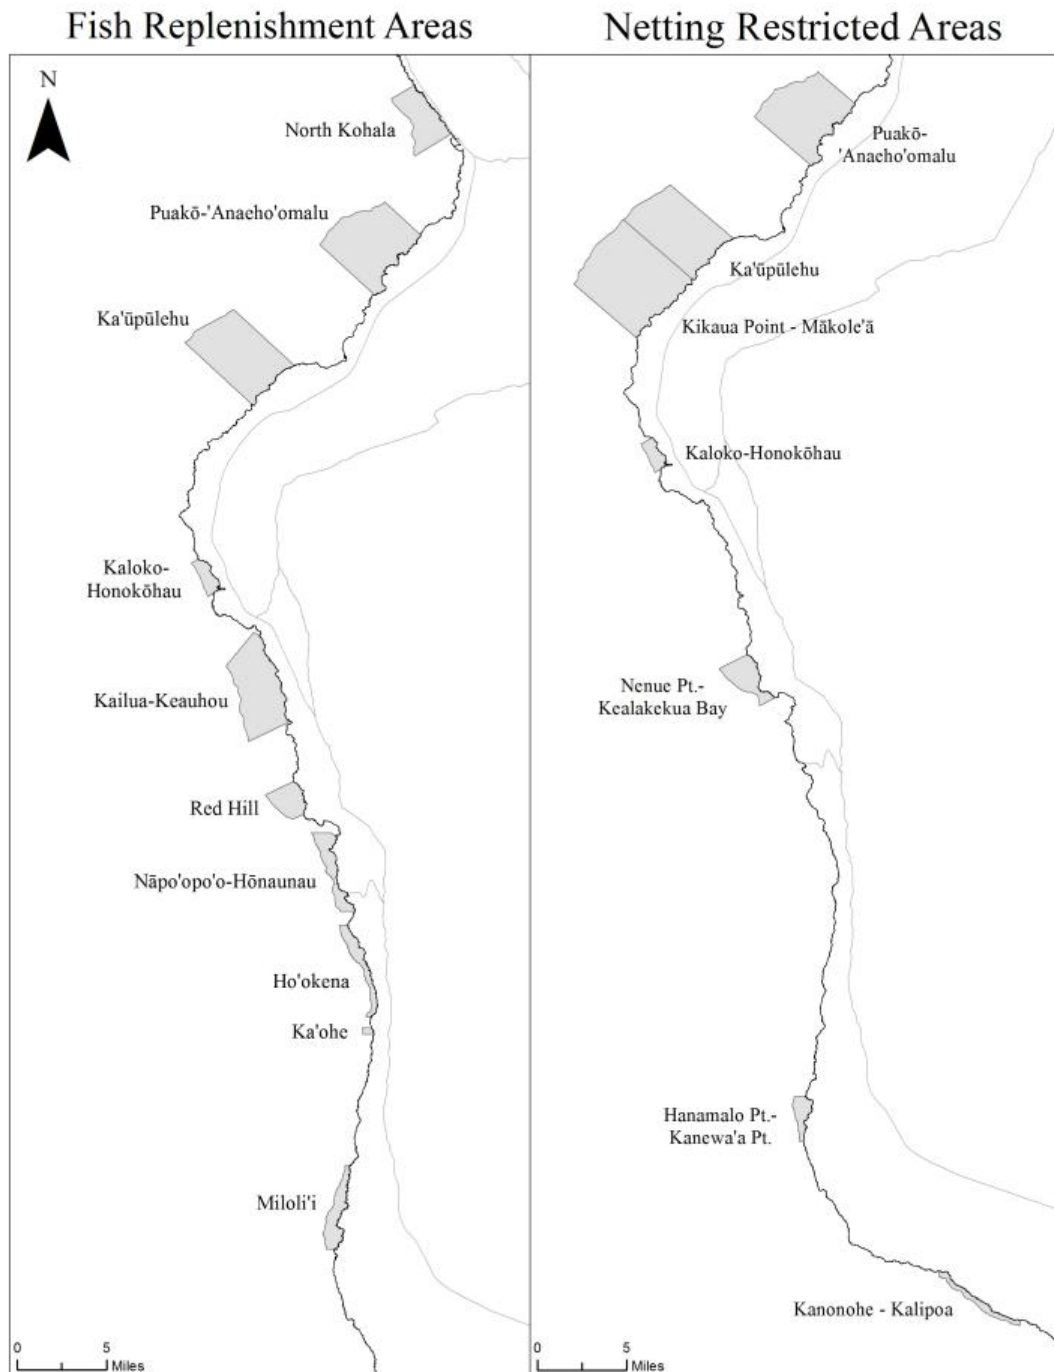 Fish Replenishment Areas
N
North Kohala
Puakō-'Anaeho'omalu
Ka'ūpūlehu
Kaloko-
Honokōhau
Kailua-Keauhou
Red Hill
Nāpo'opo'o-Hōnaunau
Ho'okena
Ka'ohe
Miloli'i
0
5
Miles
Netting Restricted Areas
Puakō-
'Anaeho'omalu
Ka'ūpūlehu
Kikaua Point - Mākole'ā
Kaloko-Honokōhau
Nenue Pt.-
Kealakekua Bay
Hanamalo Pt.-
Kanewa'a Pt.
Kanonohe - Kalipoa
0
5
Miles